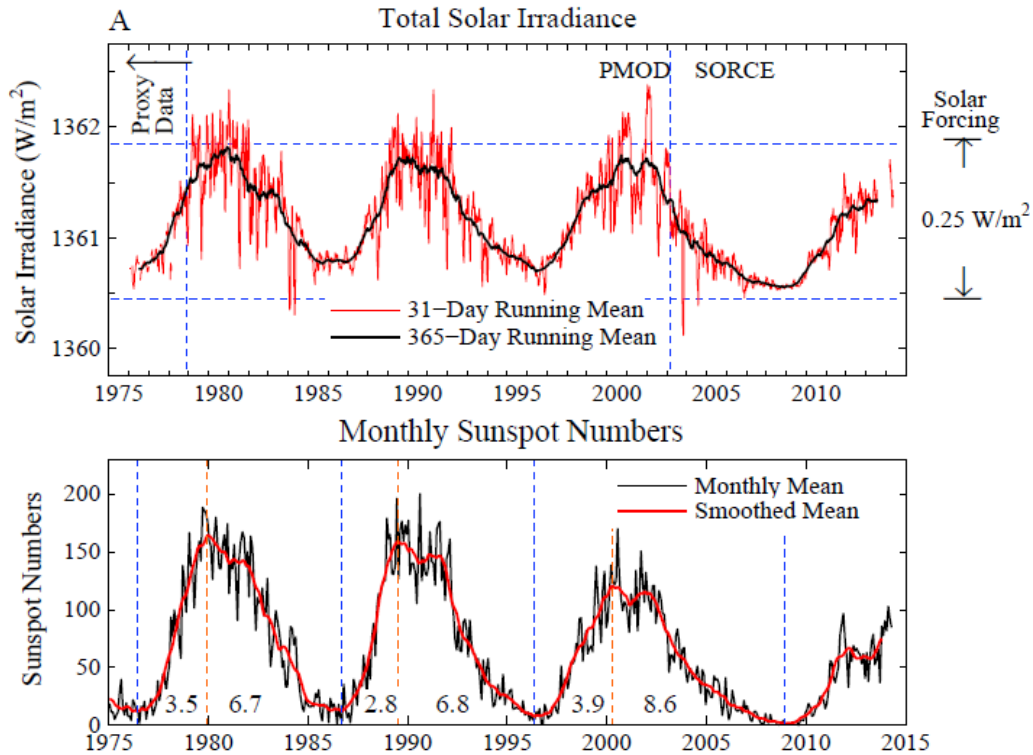 A
Total Solar Irradiance
Proxy
Data
PMOD
SORCE
Solar
Forcing
0.25 W/m²
Solar Irradiance (W/m²)
1362
1361
1360
31−Day Running Mean
365−Day Running Mean
1975 1980 1985 1990 1995 2000 2005 2010
Monthly Sunspot Numbers
Sunspot Numbers
200
150
100
50
0
Monthly Mean
Smoothed Mean
3.5 6.7 2.8 6.8 3.9 8.6
1975 1980 1985 1990 1995 2000 2005 2010 2015